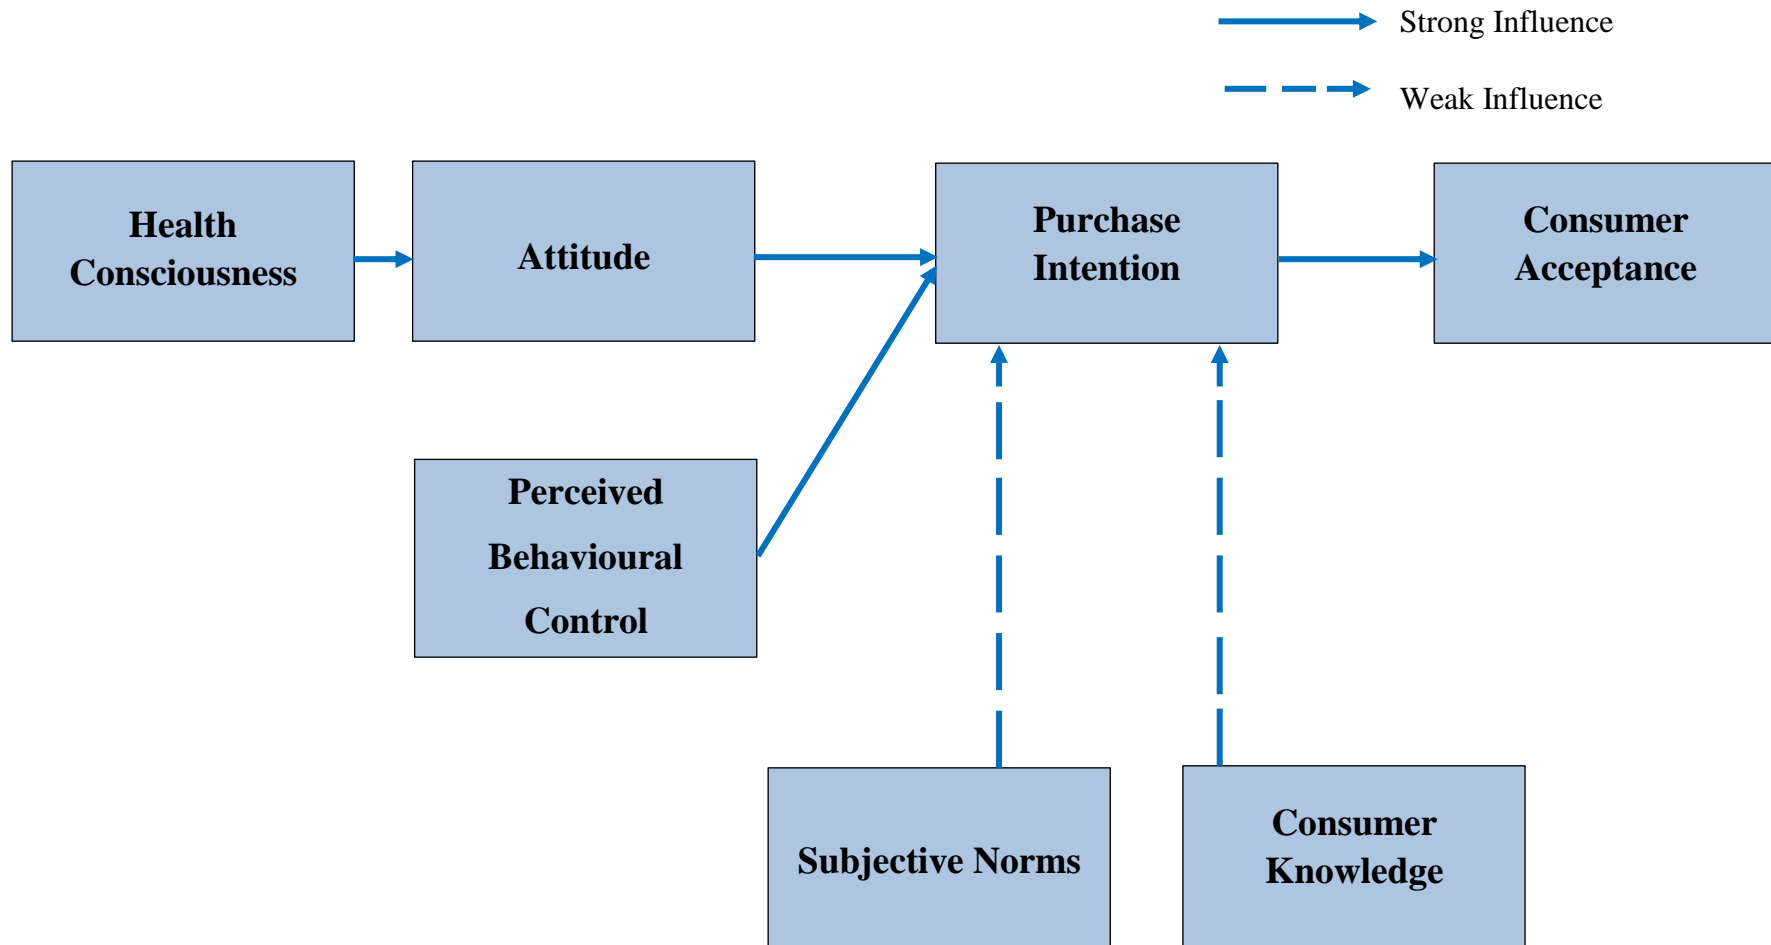 Strong Influence
Weak Influence
Health
Consciousness
Attitude
Purchase
Intention
Consumer
Acceptance
Perceived
Behavioural
Control
Subjective Norms
Consumer
Knowledge